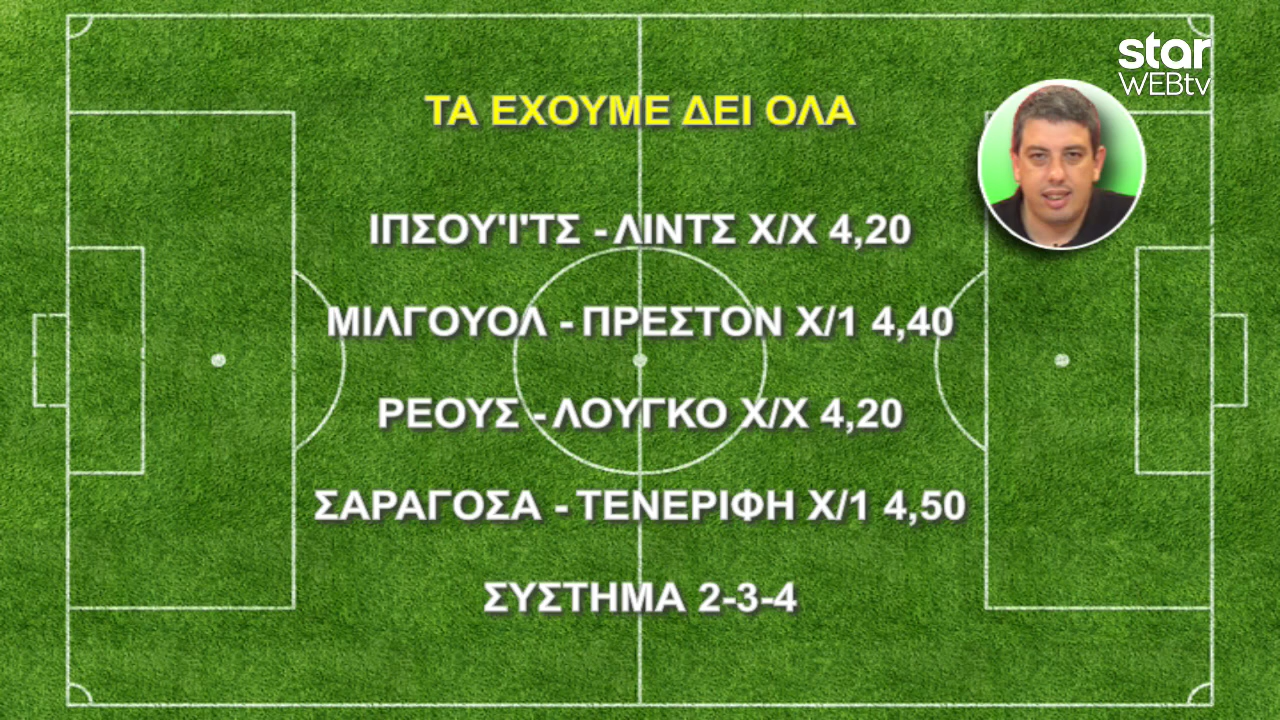 star
WEBtv
ΤΑ ΕΧΟΥΜΕ ΔΕΙ ΟΛΑ
ΙΠΣΟΥ'Ι'ΤΣ - ΛΙΝΤΣ Χ/Χ 4,20
ΜΙΛΓΟΥΟΛ - ΠΡΕΣΤΟΝ Χ/1 4,40
ΡΕΟΥΣ - ΛΟΥΓΚΟ Χ/Χ 4,20
ΣΑΡΑΓΟΣΑ - ΤΕΝΕΡΙΦΗ Χ/1 4,50
ΣΥΣΤΗΜΑ 2-3-4